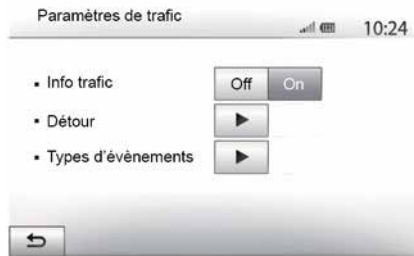 Paramètres de trafic
10:24
▪ Info trafic Off On
▪ Détour
▪ Types d'évènements